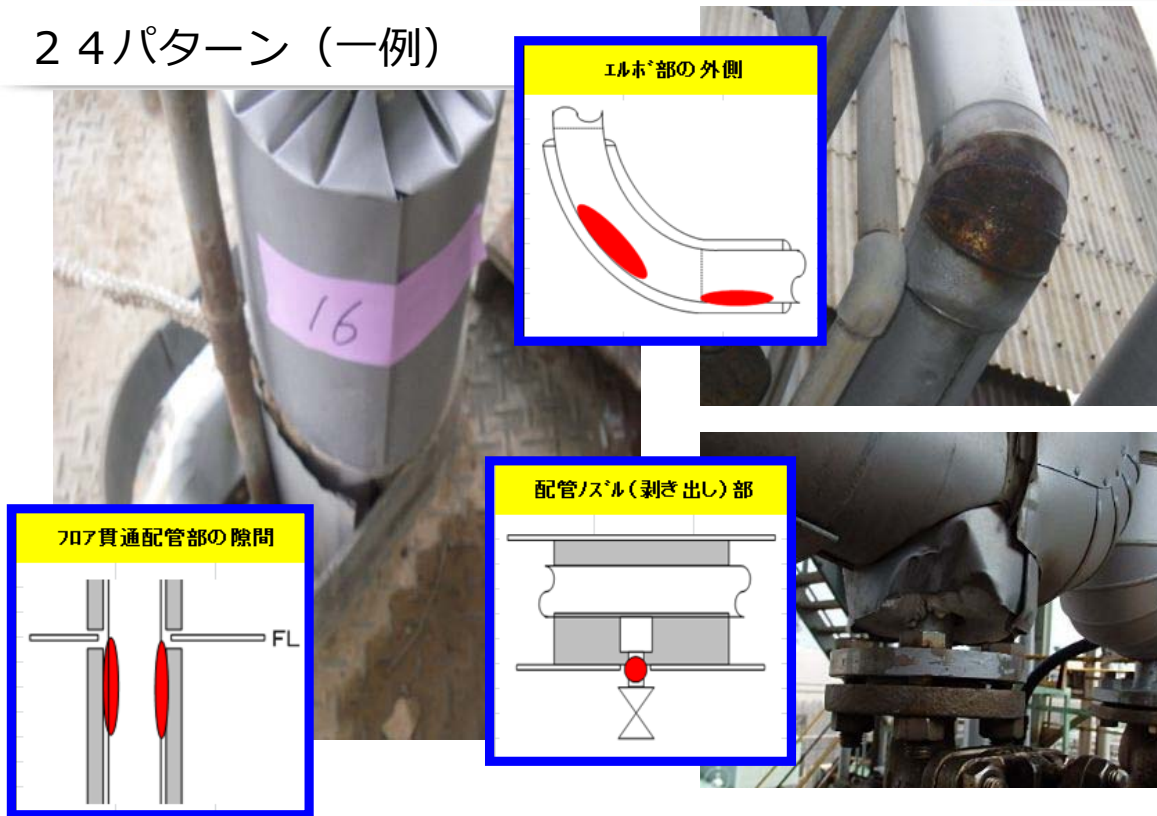 ２４パターン（一例）
ｴﾙﾎﾞ部の外側
16
配管ﾉｽﾞﾙ（剥き出し）部
ﾌﾛｱ貫通配管部の隙間
FL